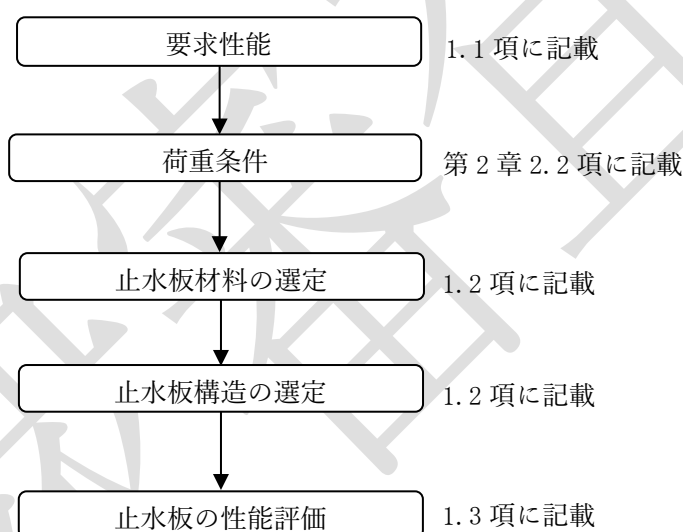 要求性能 1.1項に記載
荷重条件 第2章2.2項に記載
止水板材料の選定 1.2項に記載
止水板構造の選定 1.2項に記載
止水板の性能評価 1.3項に記載